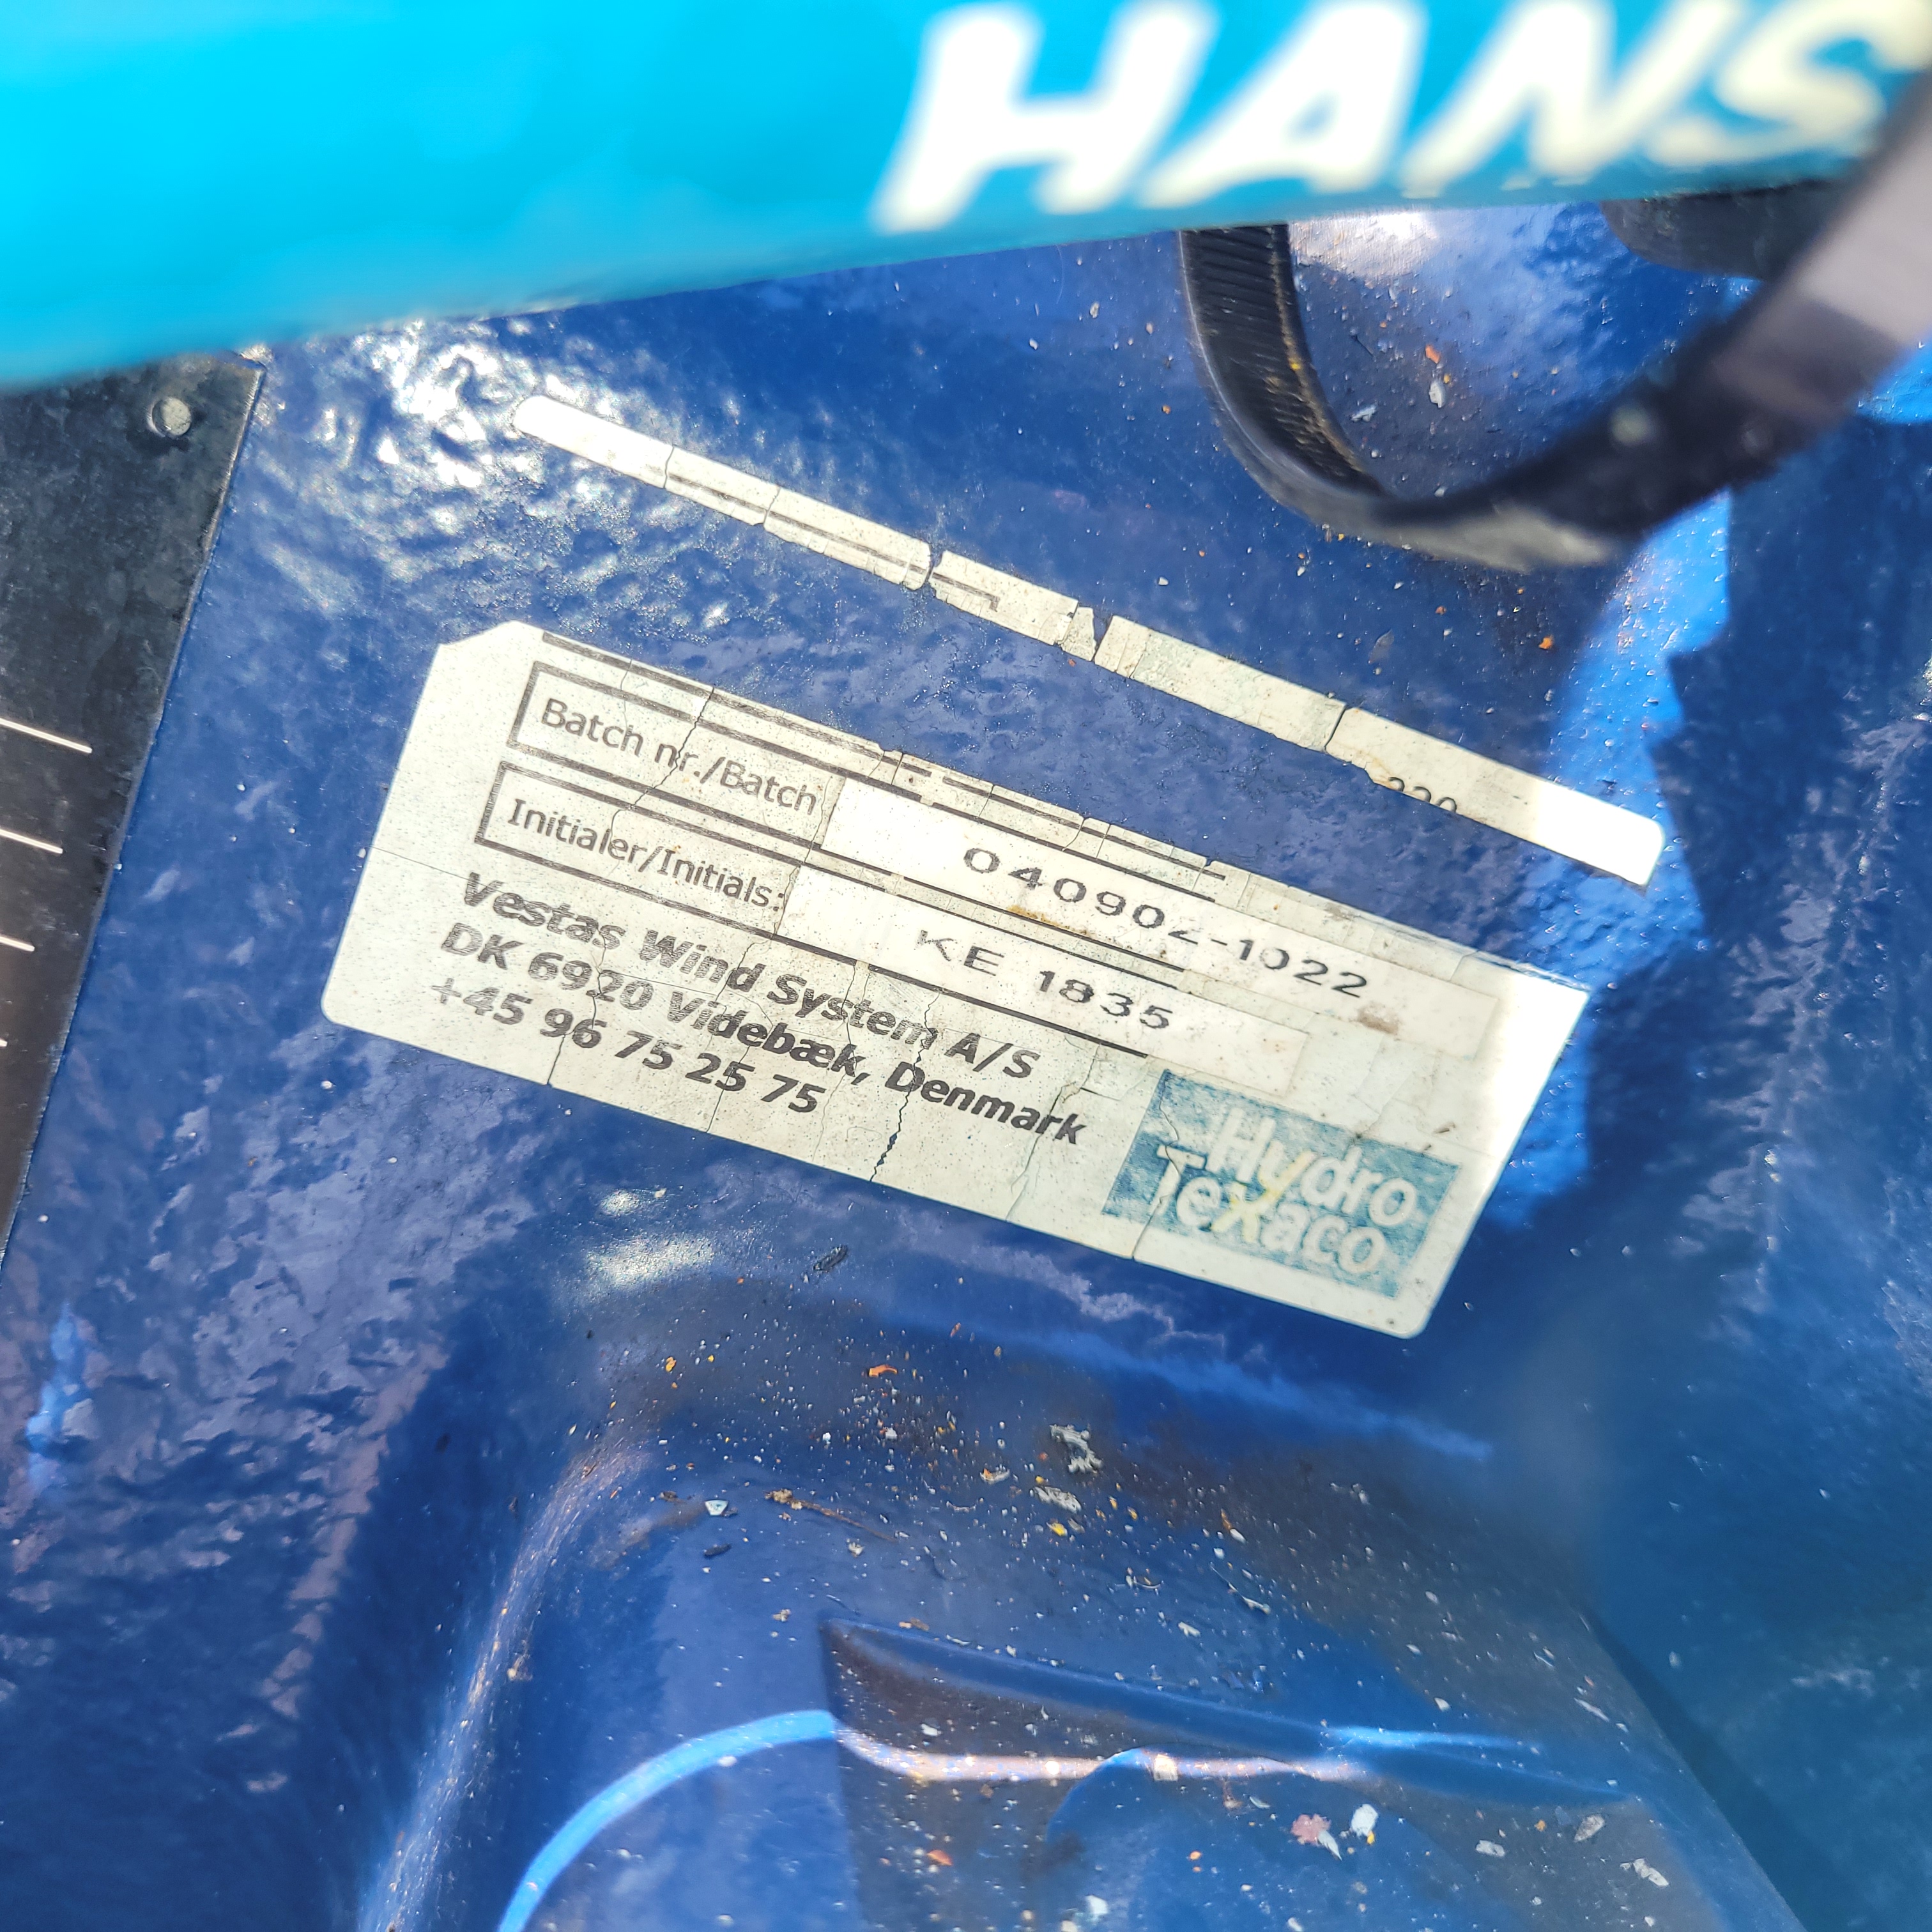 HANS
Batch nr./Batch 040902-1022
Initialer/Initials: KE 1835
Vestas Wind System A/S
DK 6920 Videbæk, Denmark
+45 96 75 25 75
Hydro
Texaco